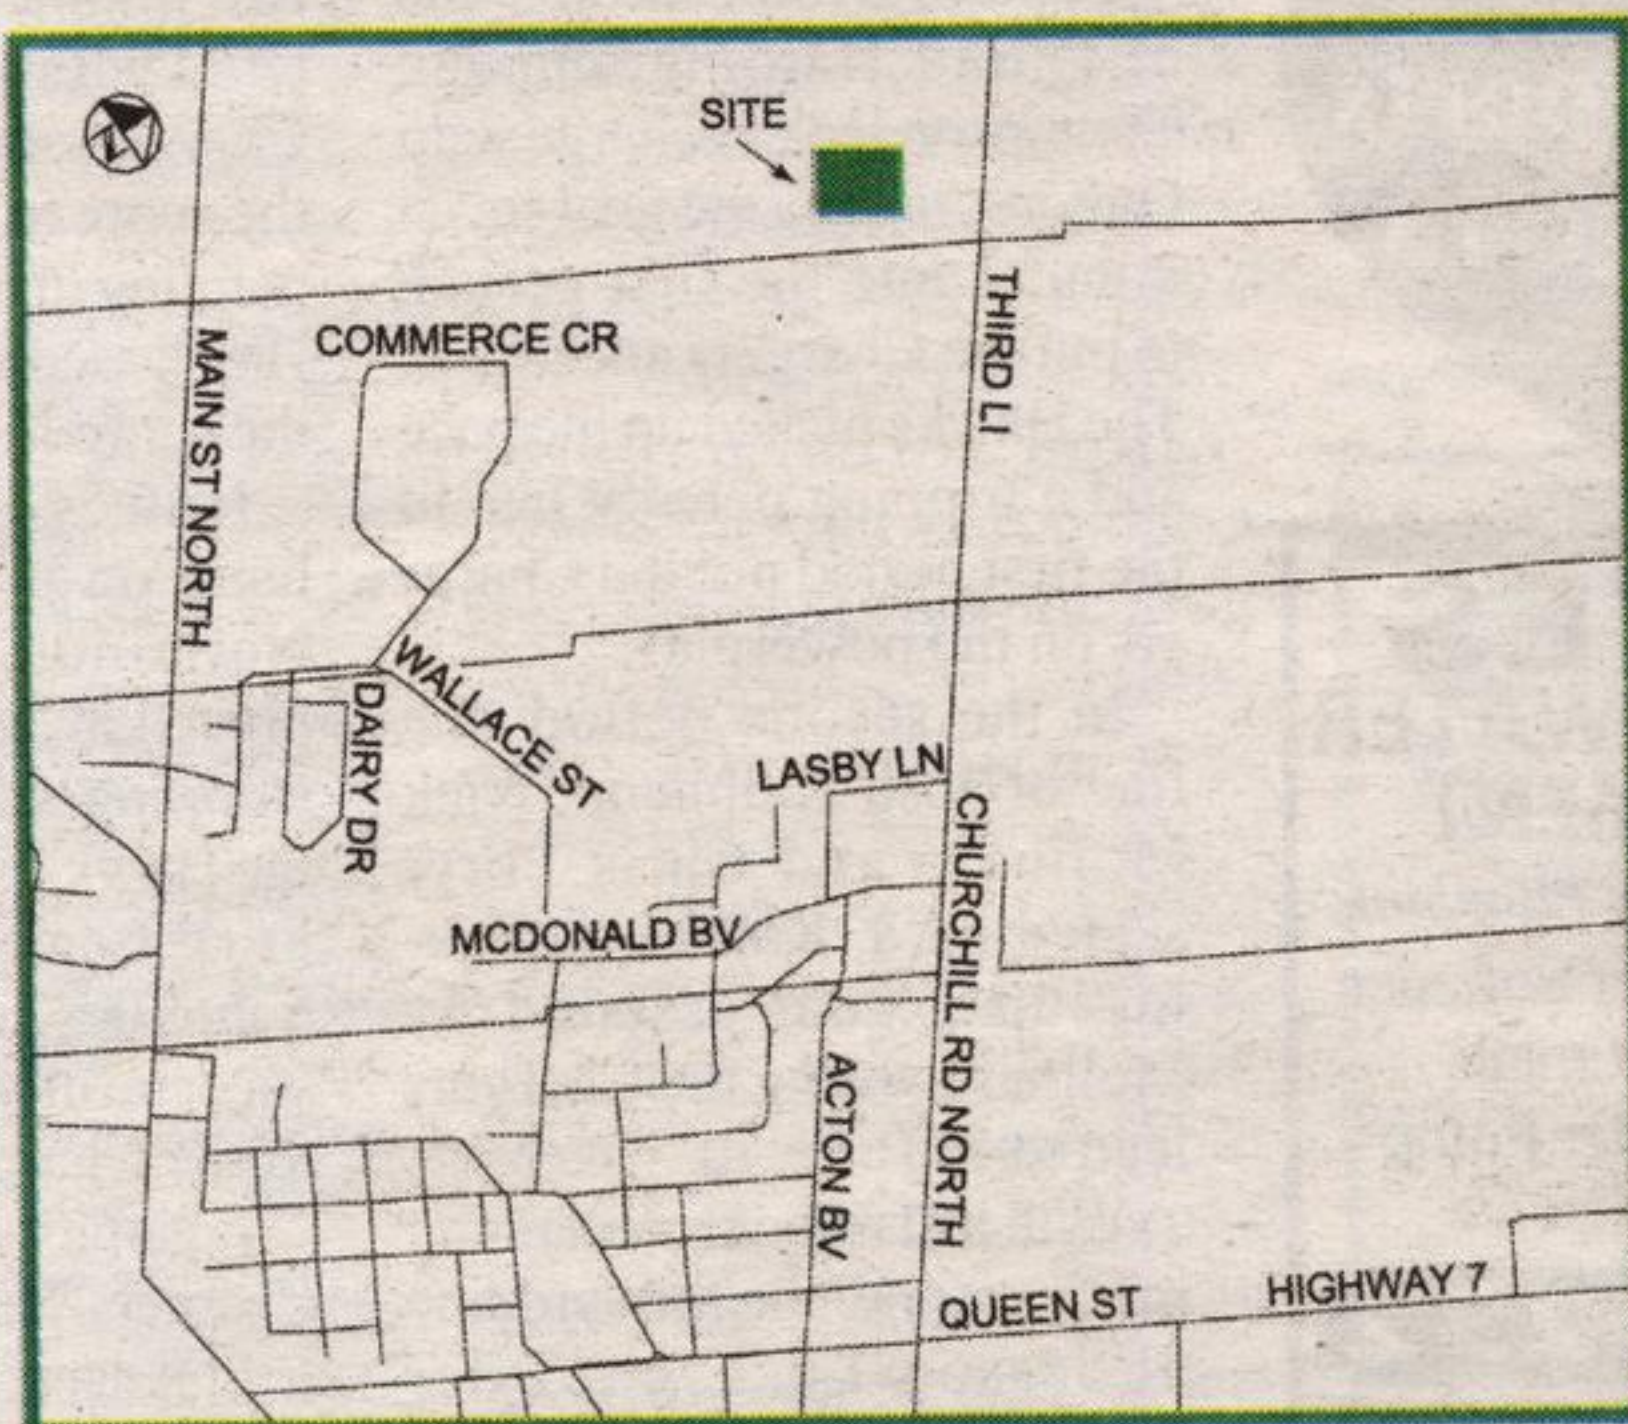 SITE
COMMERCE CR
MAIN ST NORTH
THIRD LI
WALLACE ST
DAIRY DR
LASBY LN
CHURCHILL RD NORTH
MCDONALD BV
ACTON BV
QUEEN ST
HIGHWAY 7